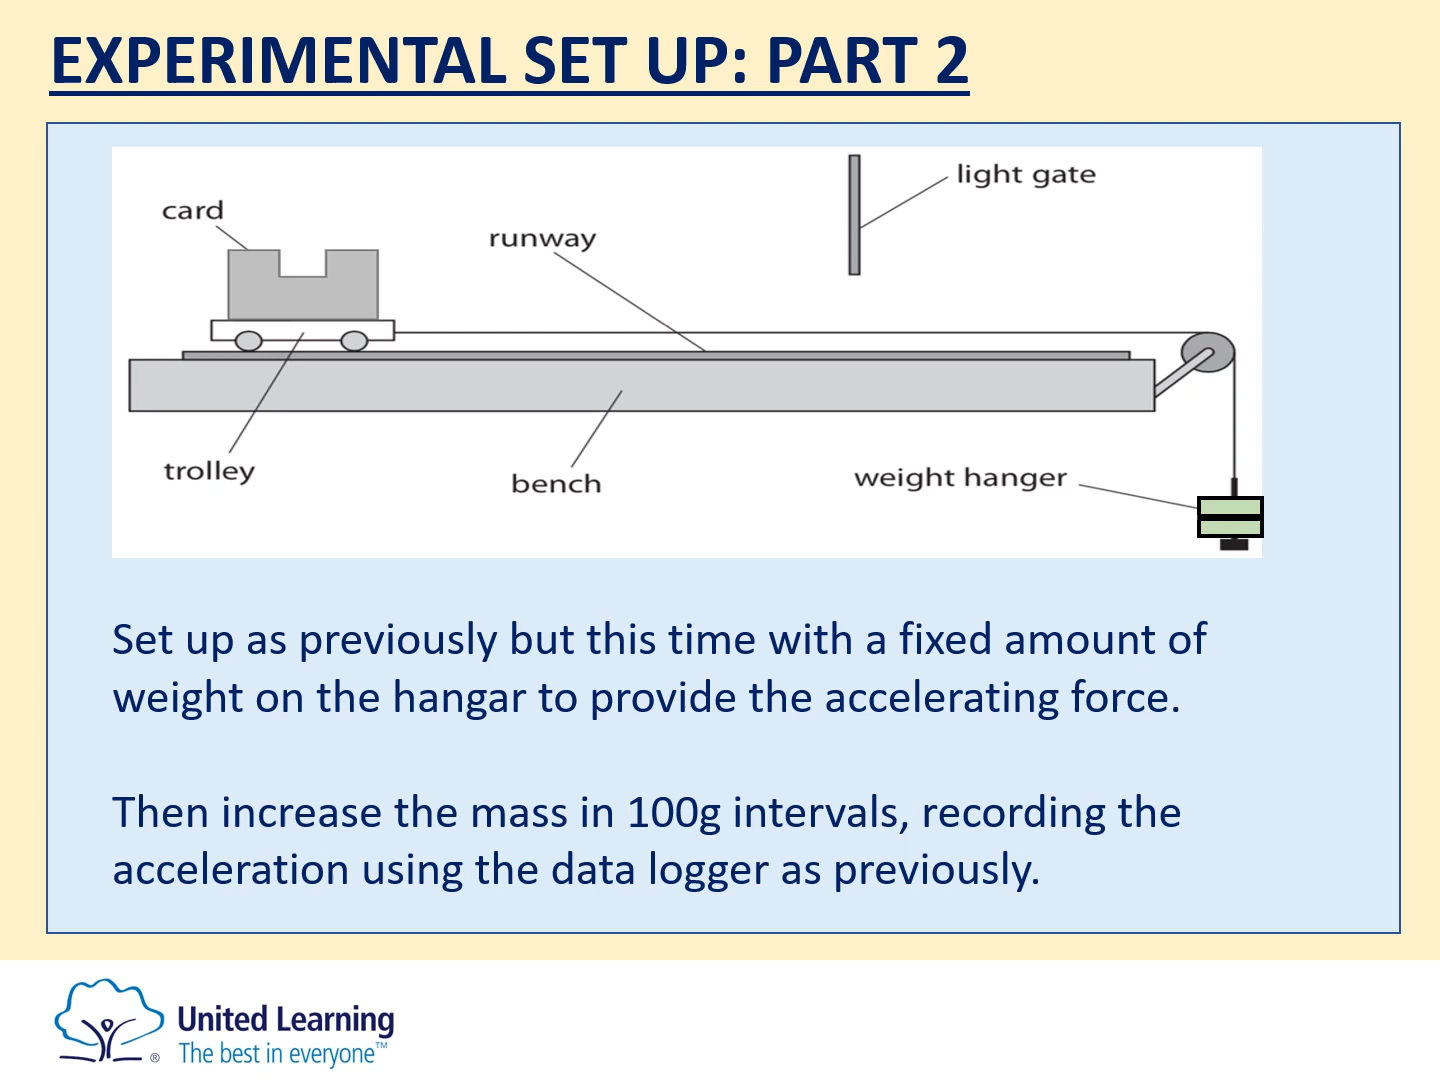 EXPERIMENTAL SET UP: PART 2
light gate
card
runway
trolley
bench
weight hanger
Set up as previously but this time with a fixed amount of
weight on the hangar to provide the accelerating force.
Then increase the mass in 100g intervals, recording the
acceleration using the data logger as previously.
United Learning
®
The best in everyone™